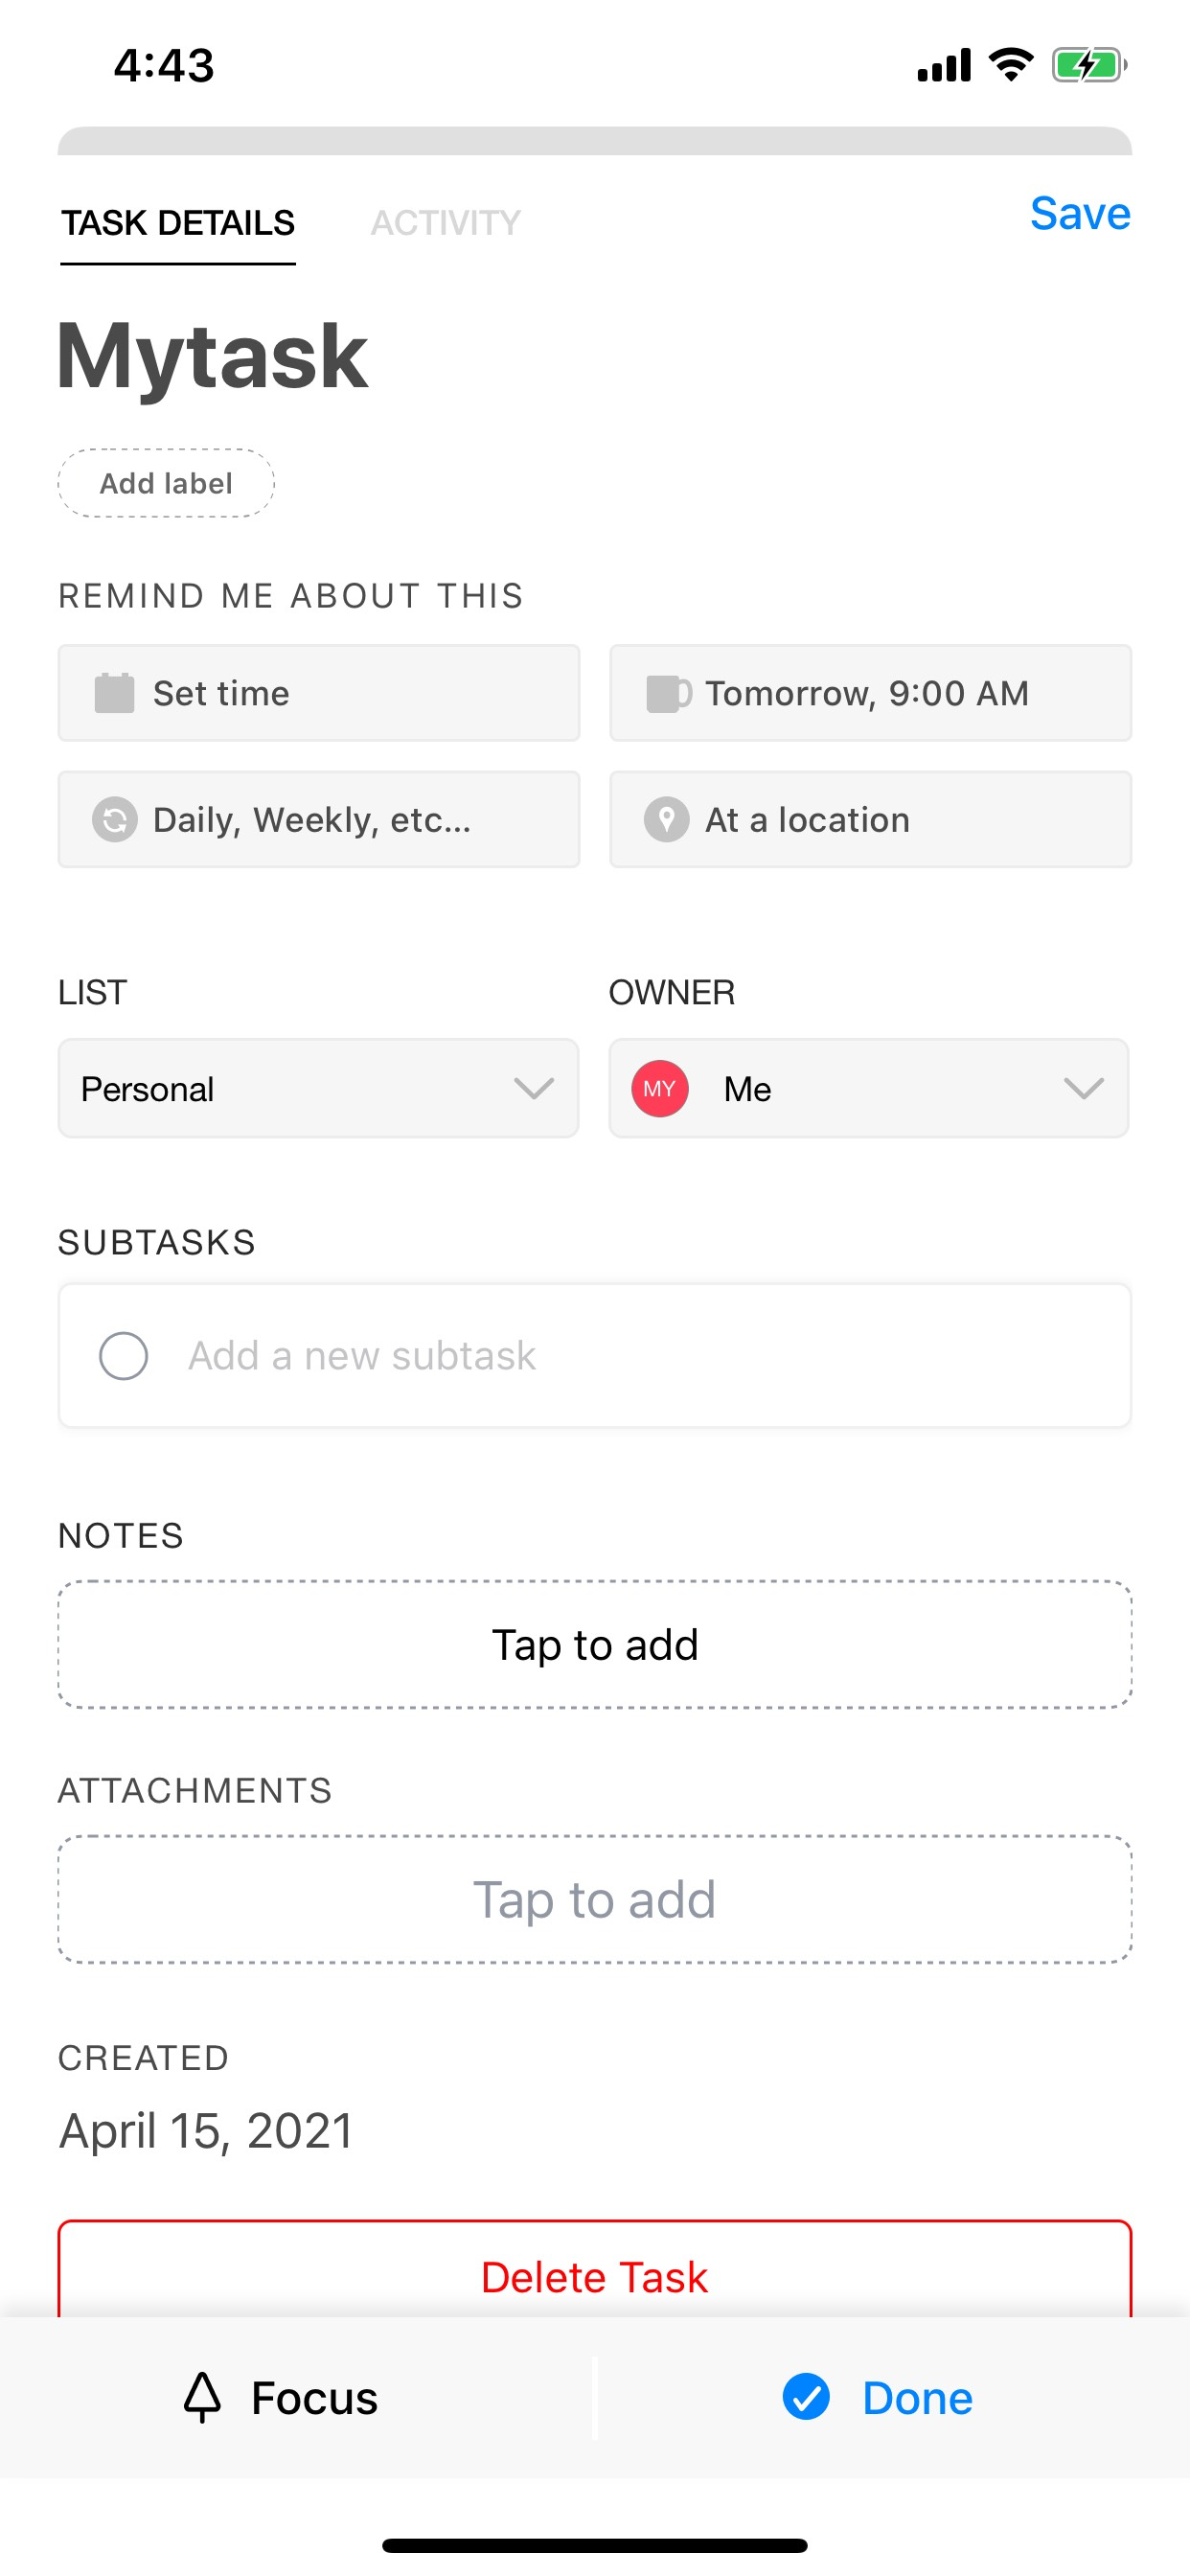 4:43
TASK DETAILS ACTIVITY Save
Mytask
Add label
REMIND ME ABOUT THIS
Set time Tomorrow, 9:00 AM
Daily, Weekly, etc... At a location
LIST OWNER
Personal MY Me
SUBTASKS
Add a new subtask
NOTES
Tap to add
ATTACHMENTS
Tap to add
CREATED
April 15, 2021
Delete Task
Focus Done